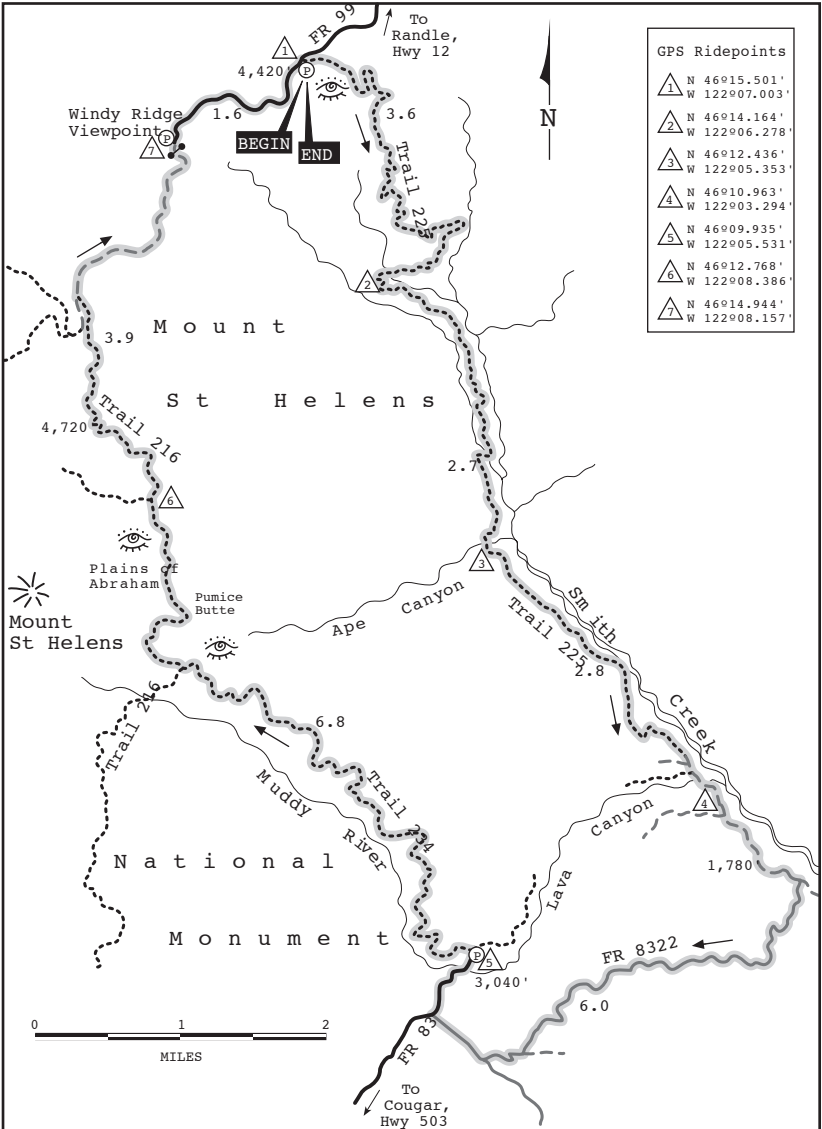 FR 99
To
Randle,
Hwy 12
1
4,420'
P
Windy Ridge
Viewpoint
P
7
1.6
BEGIN
END
3.6
Trail 225
N
GPS Ridepoints
1 N 46º15.501'
W 122º07.003'
2 N 46º14.164'
W 122º06.278'
3 N 46º12.436'
W 122º05.353'
4 N 46º10.963'
W 122º03.294'
5 N 46º09.935'
W 122º05.531'
6 N 46º12.768'
W 122º08.386'
7 N 46º14.944'
W 122º08.157'
2
Mount
3.9
St Helens
4,720
Trail 216
2.7
6
Plains of
Abraham
Pumice
Butte
Mount
St Helens
3
Ape Canyon
Smith
Creek
Trail 225
2.8
Trail 216
6.8
Muddy
River
Trail 234
Canyon
Lava
4
1,780
National
Monument
P
5
3,040'
FR 8322
6.0
FR 83
0 1 2
MILES
To
Cougar,
Hwy 503